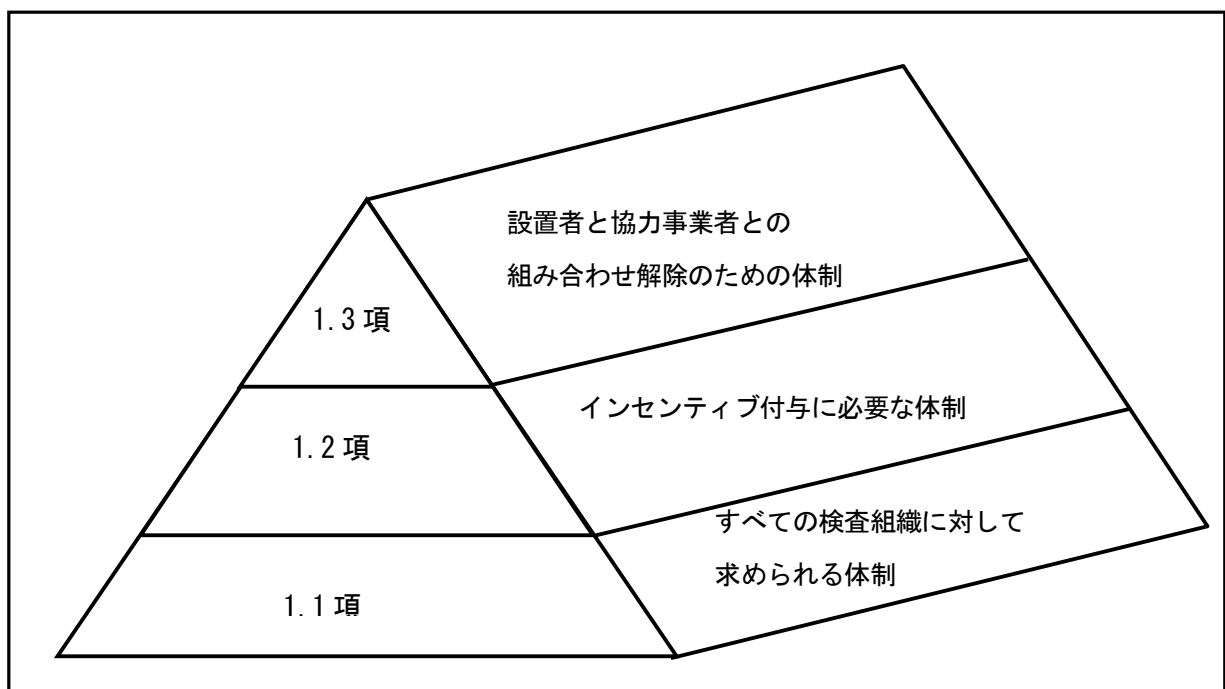 設置者と協力事業者との
組み合わせ解除のための体制
1.3 項
インセンティブ付与に必要な体制
1.2 項
すべての検査組織に対して
求められる体制
1.1 項